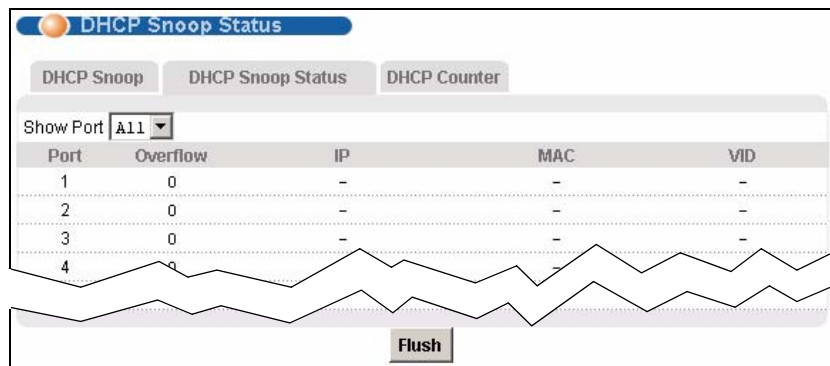 DHCP Snoop Status
DHCP Snoop DHCP Snoop Status DHCP Counter
Show Port All
Port Overflow IP MAC VID
1 0 – – –
2 0 – – –
3 0 – – –
4 0 –
Flush